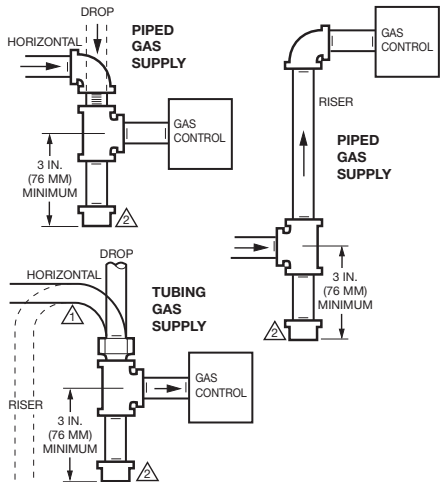 DROP
HORIZONTAL
PIPED
GAS
SUPPLY
GAS
CONTROL
3 IN.
(76 MM)
MINIMUM
2
GAS
CONTROL
RISER
PIPED
GAS
SUPPLY
3 IN.
(76 MM)
MINIMUM
2
DROP
HORIZONTAL
1
TUBING
GAS
SUPPLY
GAS
CONTROL
RISER
3 IN.
(76 MM)
MINIMUM
2